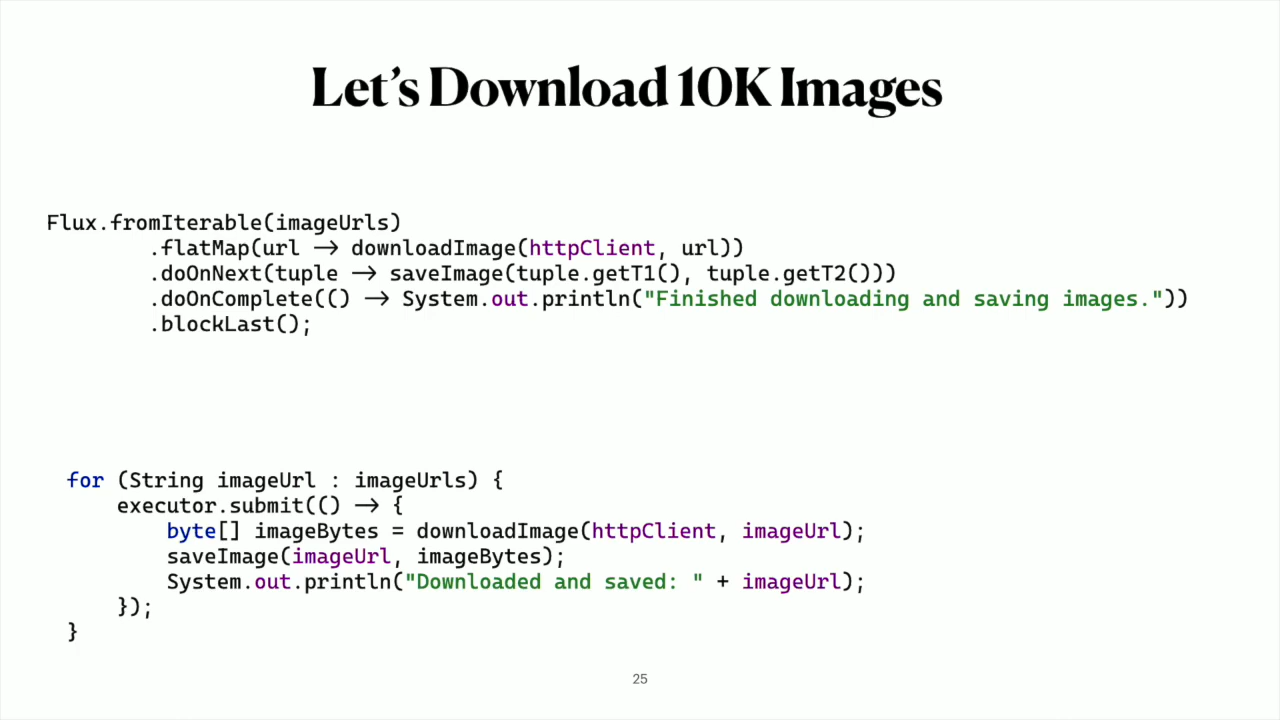 Let’s Download 10K Images
Flux.fromIterable(imageUrls)
.flatMap(url -> downloadImage(httpClient, url))
.doOnNext(tuple -> saveImage(tuple.getT1(), tuple.getT2()))
.doOnComplete(() -> System.out.println("Finished downloading and saving images."))
.blockLast();
for (String imageUrl : imageUrls) {
executor.submit(() -> {
byte[] imageBytes = downloadImage(httpClient, imageUrl);
saveImage(imageUrl, imageBytes);
System.out.println("Downloaded and saved: " + imageUrl);
});
}
25